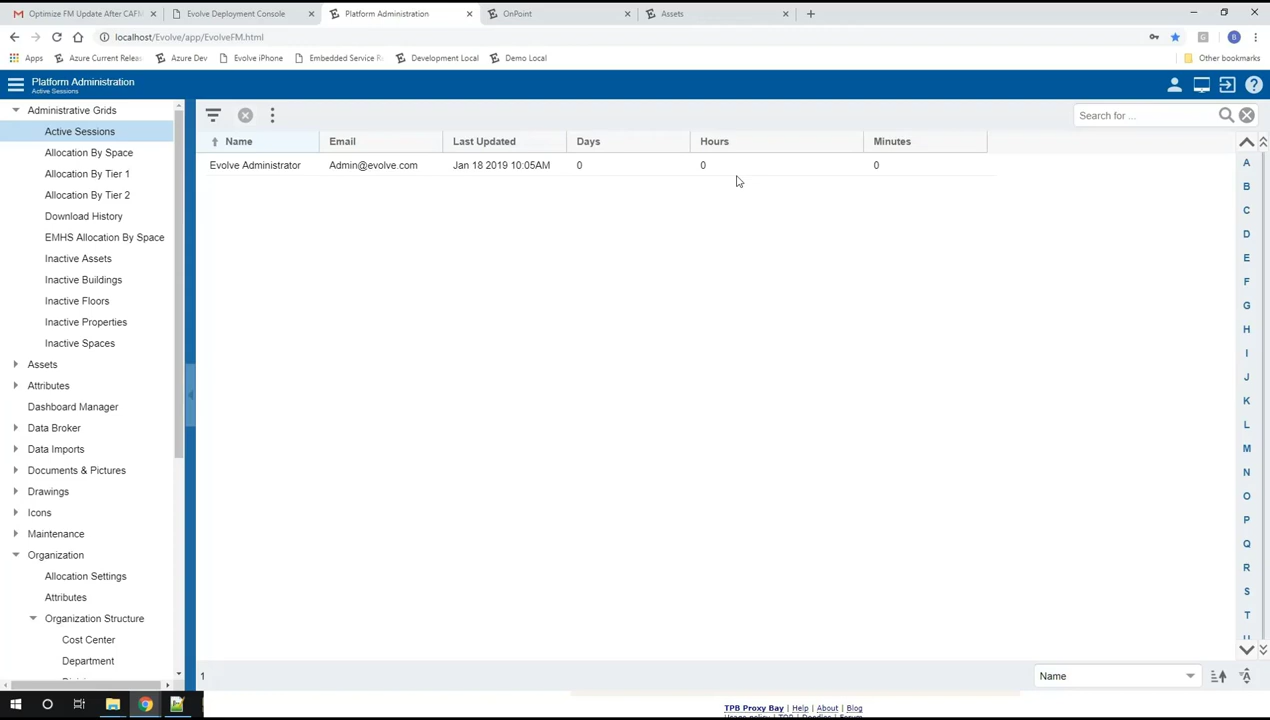 Optimize FM Update After CAFM
Evolve Deployment Console
Platform Administration
OnPoint
Assets
localhost/Evolve/app/EvolveFM.html
B
Apps
Azure Current Releas
Azure Dev
Evolve iPhone
Embedded Service R
Development Local
Demo Local
Other bookmarks
Platform Administration
Active Sessions
Administrative Grids
Active Sessions
Allocation By Space
Allocation By Tier 1
Allocation By Tier 2
Download History
EMHS Allocation By Space
Inactive Assets
Inactive Buildings
Inactive Floors
Inactive Properties
Inactive Spaces
Assets
Attributes
Dashboard Manager
Data Broker
Data Imports
Documents & Pictures
Drawings
Icons
Maintenance
Organization
Allocation Settings
Attributes
Organization Structure
Cost Center
Department
Search for ...
Name Email Last Updated Days Hours Minutes
Evolve Administrator Admin@evolve.com Jan 18 2019 10:05AM 0 0 0
A
B
C
D
E
F
G
H
I
J
K
L
M
N
O
P
Q
R
S
T
1
Name
TPB Proxy Bay | Help | About | Blog